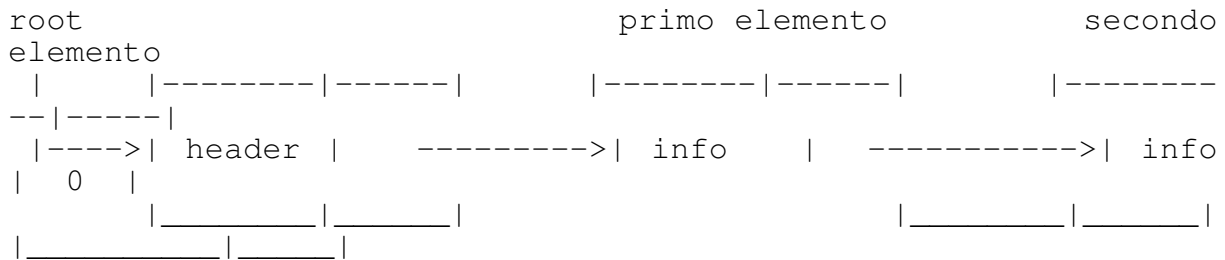 root                              primo elemento          secondo
elemento
 |     |--------|------|      |--------|------|      |--------
--|-----|
 |---->| header |    --------->| info   |  ----------->| info
|  0  |
       |________|______|                    |________|______|
|__________|_____|